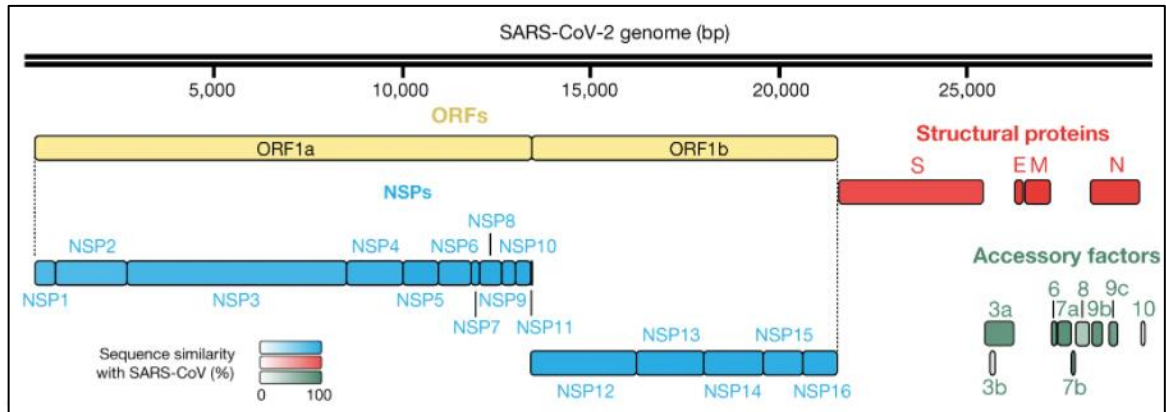 SARS-CoV-2 genome (bp)
5,000 10,000 15,000 20,000 25,000
ORFs
ORF1a ORF1b
Structural proteins
S E M N
NSPs
NSP8
NSP2 NSP4 NSP6 NSP10
NSP1 NSP3 NSP5 NSP9
NSP7 NSP11
Accessory factors
6 8 9c
3a 7a 9b 10
3b 7b
NSP13 NSP15
NSP12 NSP14 NSP16
Sequence similarity
with SARS-CoV (%)
0 100